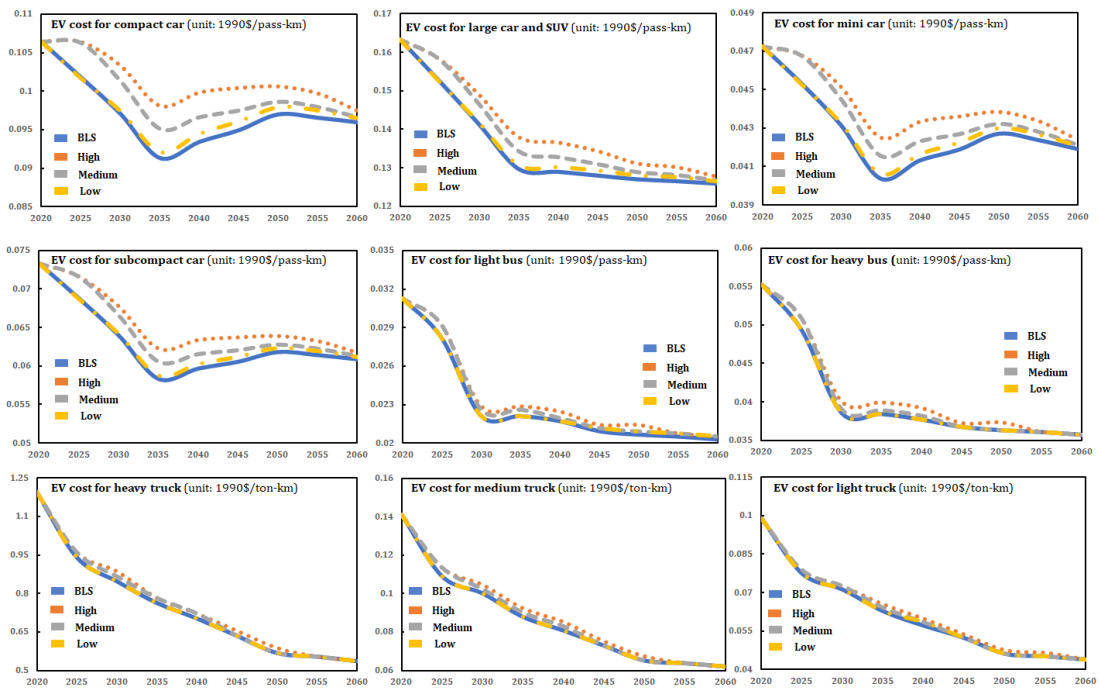 EV cost for compact car (unit: 1990$/pass-km)
0.11
0.105
0.1
0.095
0.09
0.085
BLS
High
Medium
Low
2020 2025 2030 2035 2040 2045 2050 2055 2060
EV cost for large car and SUV (unit: 1990$/pass-km)
0.17
0.16
0.15
0.14
0.13
0.12
BLS
High
Medium
Low
2020 2025 2030 2035 2040 2045 2050 2055 2060
EV cost for mini car (unit: 1990$/pass-km)
0.049
0.047
0.045
0.043
0.041
0.039
BLS
High
Medium
Low
2020 2025 2030 2035 2040 2045 2050 2055 2060
EV cost for subcompact car (unit: 1990$/pass-km)
0.075
0.07
0.065
0.06
0.055
0.05
BLS
High
Medium
Low
2020 2025 2030 2035 2040 2045 2050 2055 2060
EV cost for light bus (unit: 1990$/pass-km)
0.035
0.032
0.029
0.026
0.023
0.02
BLS
High
Medium
Low
2020 2025 2030 2035 2040 2045 2050 2055 2060
EV cost for heavy bus (unit: 1990$/pass-km)
0.06
0.055
0.05
0.045
0.04
0.035
BLS
High
Medium
Low
2020 2025 2030 2035 2040 2045 2050 2055 2060
EV cost for heavy truck (unit: 1990$/ton-km)
1.25
1.1
0.95
0.8
0.65
0.5
BLS
High
Medium
Low
2020 2025 2030 2035 2040 2045 2050 2055 2060
EV cost for medium truck (unit: 1990$/ton-km)
0.16
0.14
0.12
0.1
0.08
0.06
BLS
High
Medium
Low
2020 2025 2030 2035 2040 2045 2050 2055 2060
EV cost for light truck (unit: 1990$/ton-km)
0.115
0.1
0.085
0.07
0.055
0.04
BLS
High
Medium
Low
2020 2025 2030 2035 2040 2045 2050 2055 2060